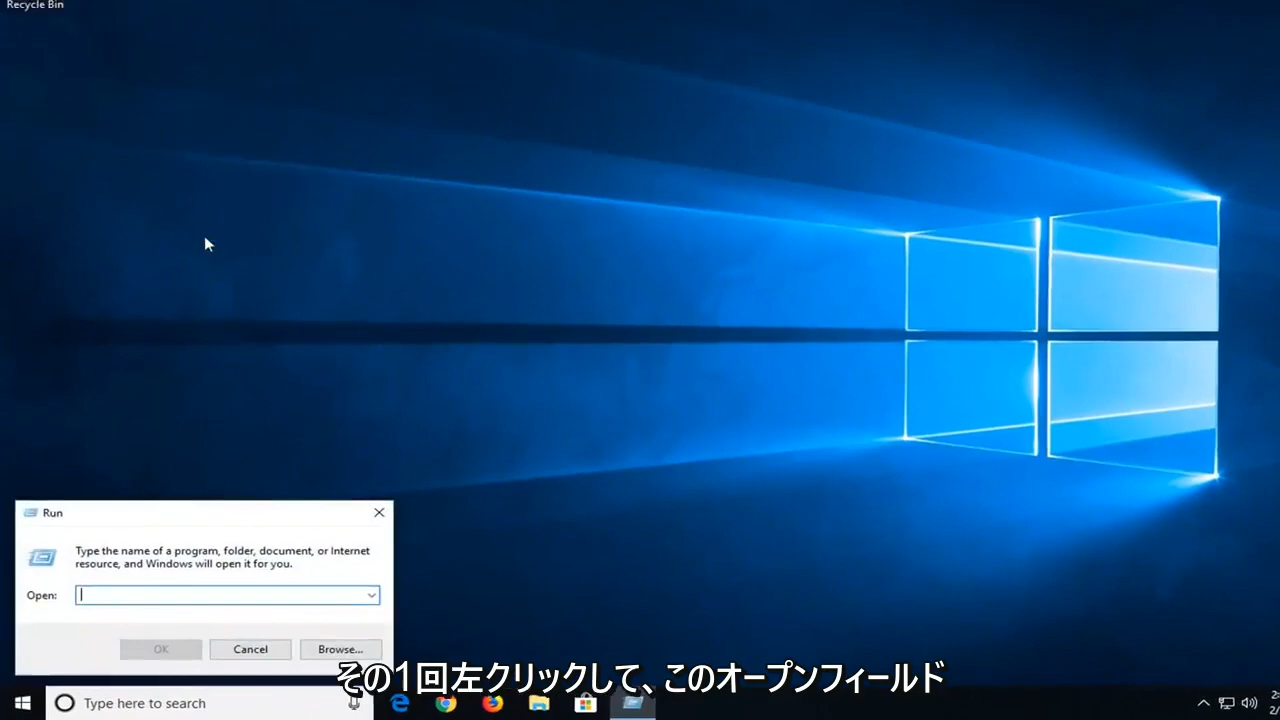 Recycle Bin
Run
Type the name of a program, folder, document, or Internet
resource, and Windows will open it for you.
Open:
OK
Cancel
Browse...
その1回左クリックして、このオープンフィールド
Type here to search